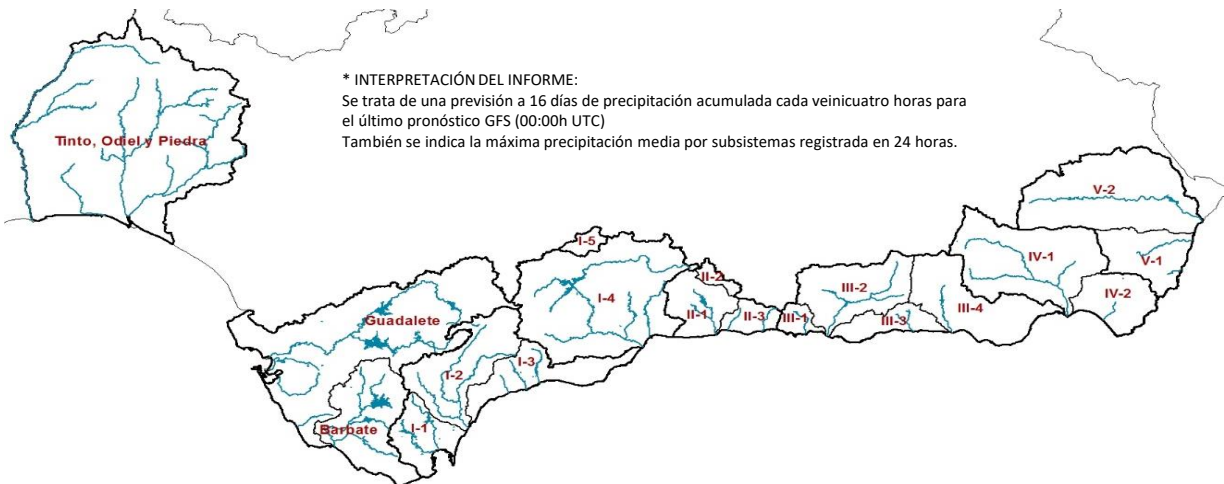 * INTERPRETACIÓN DEL INFORME:
Se trata de una previsión a 16 días de precipitación acumulada cada veinicuatro horas para
el último pronóstico GFS (00:00h UTC)
También se indica la máxima precipitación media por subsistemas registrada en 24 horas.
Tinto, Odiel y Piedra
V-2
I-5
IV-1
V-1
II-2
III-2
I-4
IV-2
II-1
II-3
III-1
III-3
III-4
Guadalete
I-3
I-2
Barbate
I-1